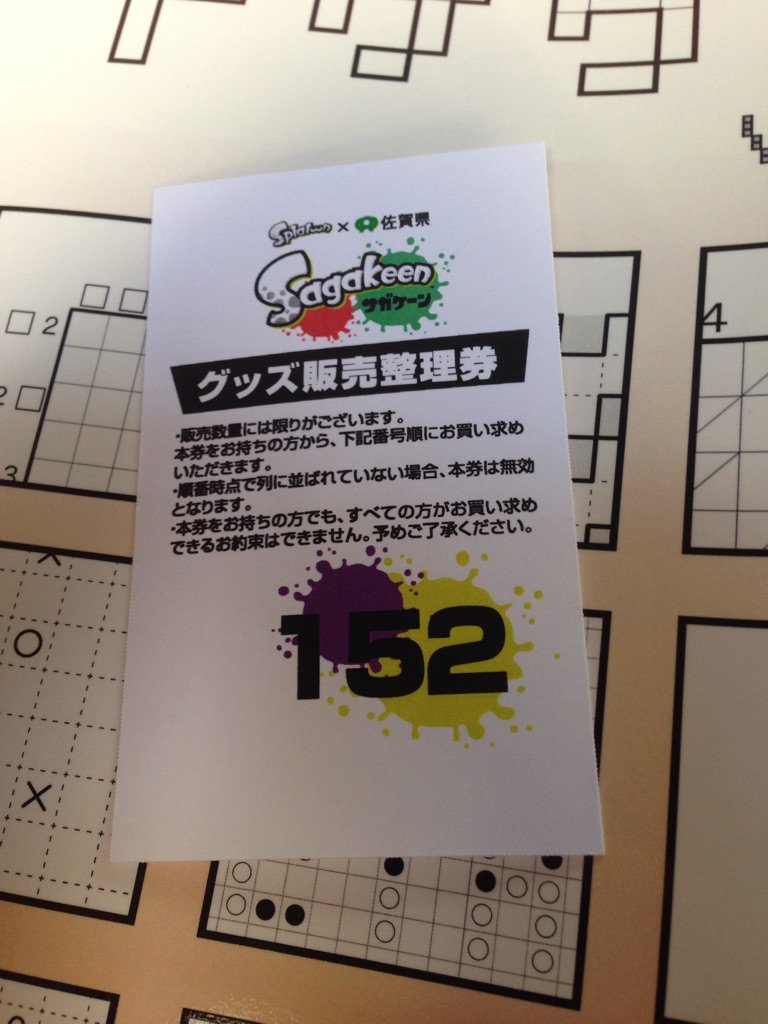 Splatoon × 佐賀県
Sagakeen
サガケーン
グッズ販売整理券
・販売数量には限りがございます。
本券をお持ちの方から、下記番号順にお買い求め
いただきます。
・順番時点で列に並ばれていない場合、本券は無効
となります。
・本券をお持ちの方でも、すべての方がお買い求め
できるお約束はできません。予めご了承ください。
152
2
2
3
4